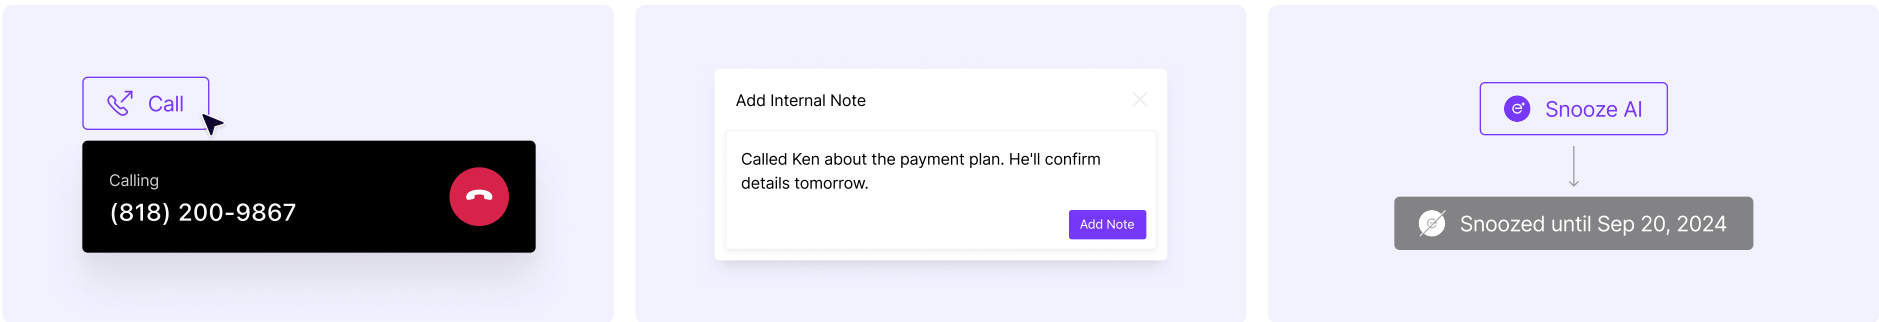 Call
Calling
(818) 200-9867
Add Internal Note
Called Ken about the payment plan. He'll confirm
details tomorrow.
Add Note
Snooze AI
Snoozed until Sep 20, 2024